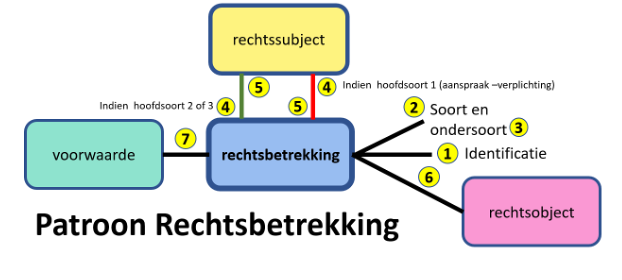 rechtssubject
5
4
Indien hoofdsoort 1 (aanspraak –verplichting)
Indien hoofdsoort 2 of 3
4
5
2
Soort en
ondersoort
3
7
voorwaarde
rechtsbetrekking
1
Identificatie
6
rechtsobject
Patroon Rechtsbetrekking